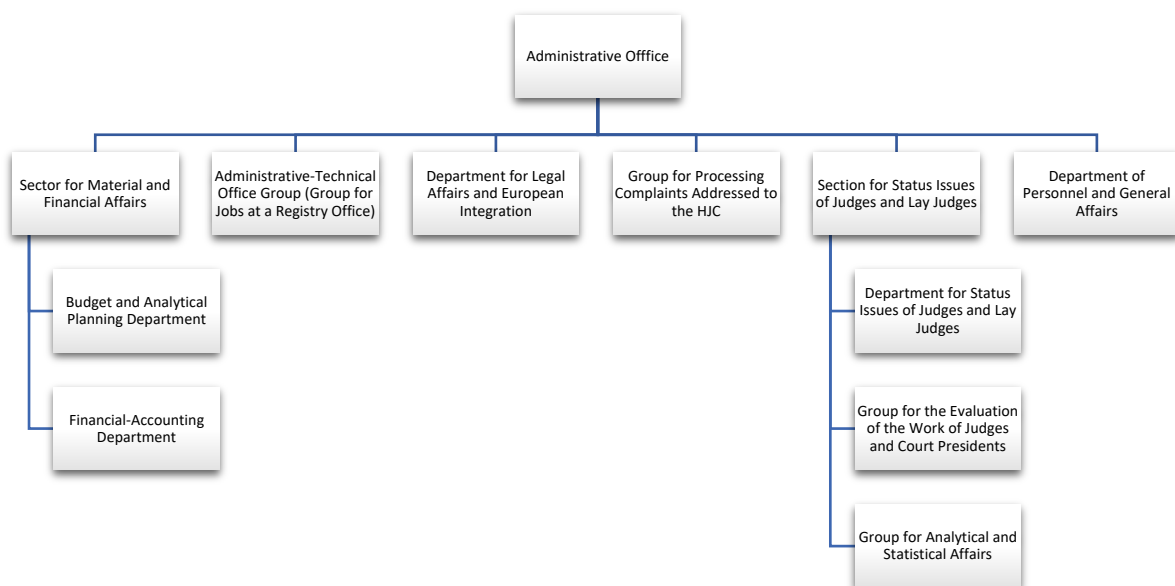 Administrative Offfice
Sector for Material and
Financial Affairs
Administrative-Technical
Office Group (Group for
Jobs at a Registry Office)
Department for Legal
Affairs and European
Integration
Group for Processing
Complaints Addressed to
the HJC
Section for Status Issues
of Judges and Lay Judges
Department of
Personnel and General
Affairs
Budget and Analytical
Planning Department
Financial-Accounting
Department
Department for Status
Issues of Judges and Lay
Judges
Group for the Evaluation
of the Work of Judges
and Court Presidents
Group for Analytical and
Statistical Affairs